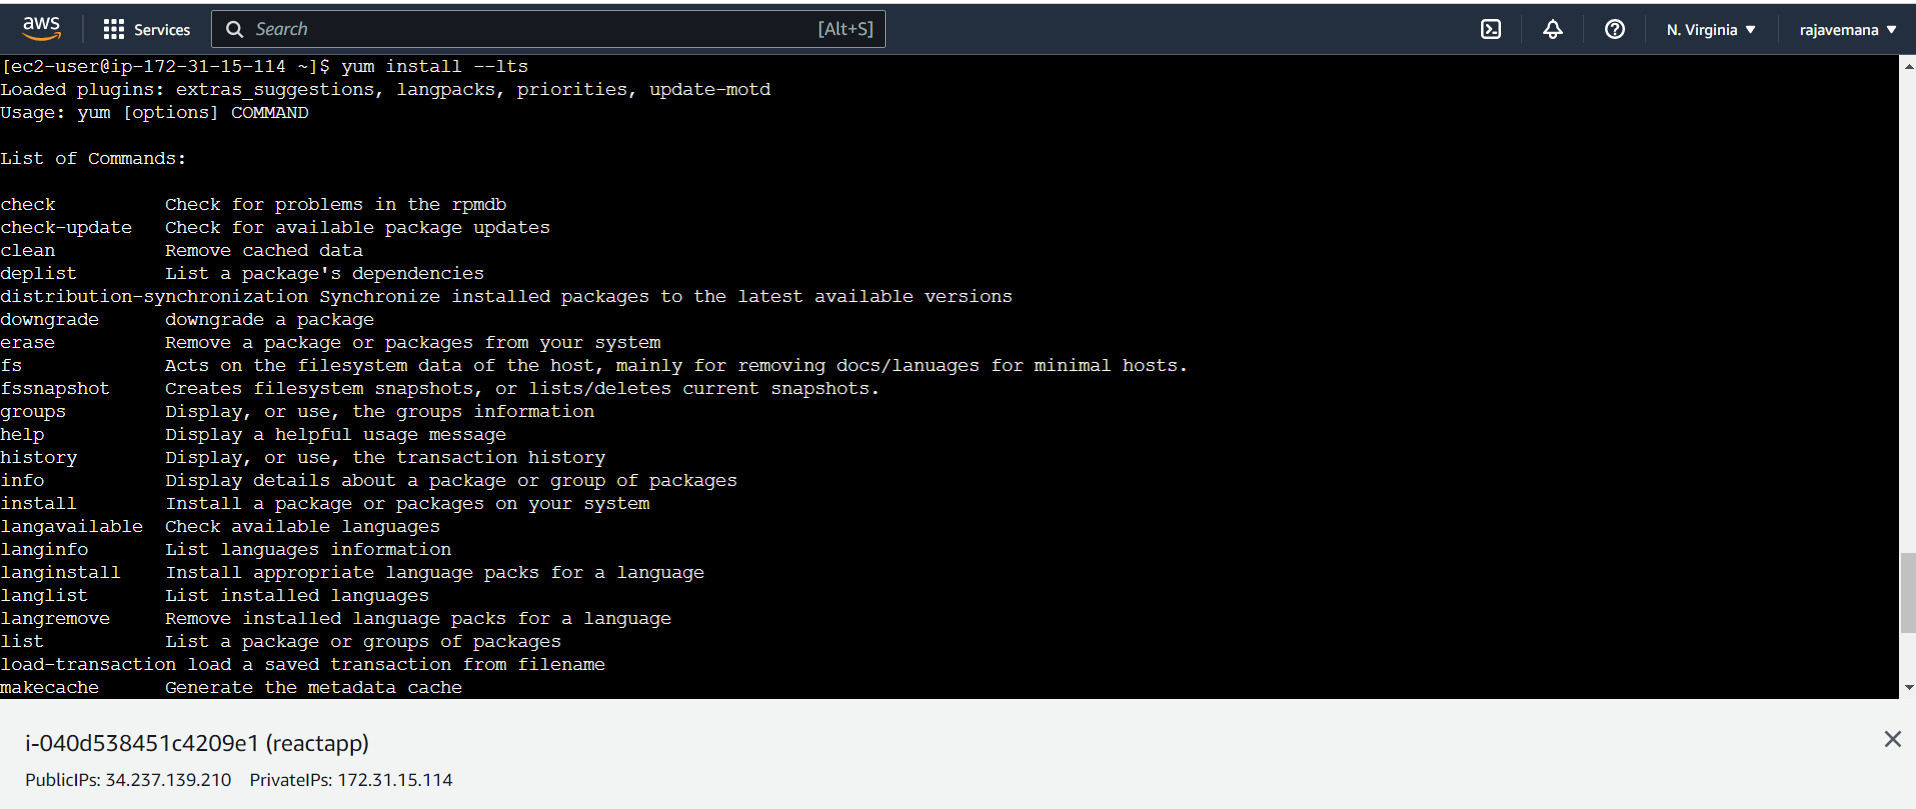 aws Services Search [Alt+S] N. Virginia ▼ rajavemana ▼
[ec2-user@ip-172-31-15-114 ~]$ yum install --lts
Loaded plugins: extras_suggestions, langpacks, priorities, update-motd
Usage: yum [options] COMMAND
List of Commands:
check          Check for problems in the rpmdb
check-update   Check for available package updates
clean          Remove cached data
deplist        List a package's dependencies
distribution-synchronization Synchronize installed packages to the latest available versions
downgrade      downgrade a package
erase          Remove a package or packages from your system
fs             Acts on the filesystem data of the host, mainly for removing docs/lanuages for minimal hosts.
fssnapshot     Creates filesystem snapshots, or lists/deletes current snapshots.
groups         Display, or use, the groups information
help           Display a helpful usage message
history        Display, or use, the transaction history
info           Display details about a package or group of packages
install        Install a package or packages on your system
langavailable  Check available languages
langinfo       List languages information
langinstall    Install appropriate language packs for a language
langlist       List installed languages
langremove     Remove installed language packs for a language
list           List a package or groups of packages
load-transaction load a saved transaction from filename
makecache      Generate the metadata cache
i-040d538451c4209e1 (reactapp)
PublicIPs: 34.237.139.210 PrivateIPs: 172.31.15.114